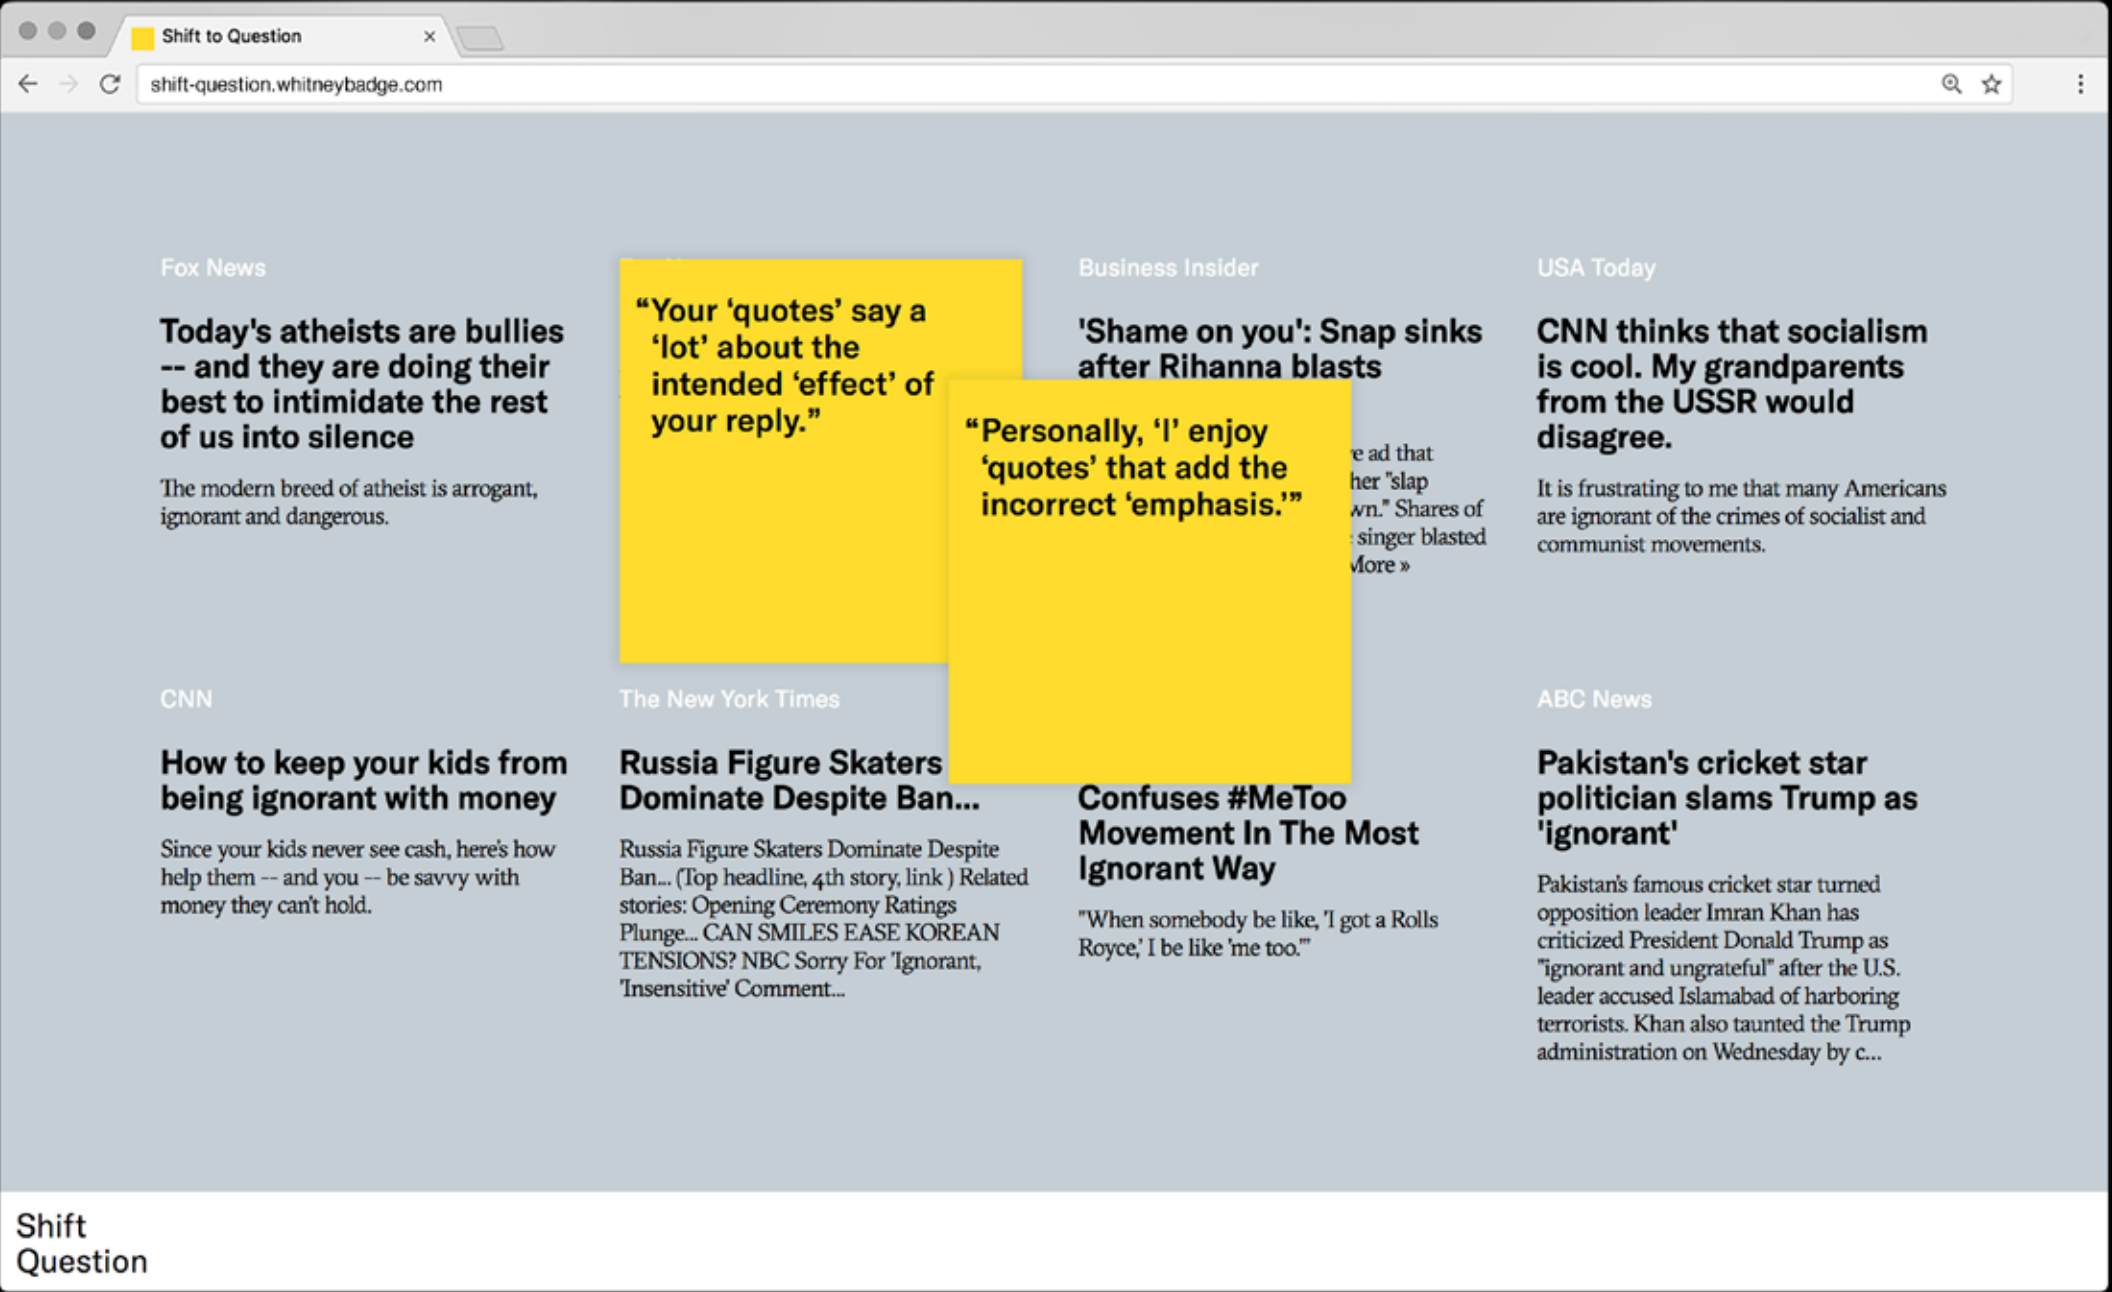 Shift to Question
shift-question.whitneybadge.com
Fox News
Today's atheists are bullies
-- and they are doing their
best to intimidate the rest
of us into silence
The modern breed of atheist is arrogant,
ignorant and dangerous.
“Your ‘quotes’ say a
‘lot’ about the
intended ‘effect’ of
your reply.”
“Personally, ‘I’ enjoy
‘quotes’ that add the
incorrect ‘emphasis.’”
Business Insider
'Shame on you': Snap sinks
after Rihanna blasts
ad that
her "slap
Shares of
singer blasted
More »
USA Today
CNN thinks that socialism
is cool. My grandparents
from the USSR would
disagree.
It is frustrating to me that many Americans
are ignorant of the crimes of socialist and
communist movements.
CNN
How to keep your kids from
being ignorant with money
Since your kids never see cash, here's how
help them -- and you -- be savvy with
money they can't hold.
The New York Times
Russia Figure Skaters
Dominate Despite Ban...
Russia Figure Skaters Dominate Despite
Ban... (Top headline, 4th story, link ) Related
stories: Opening Ceremony Ratings
Plunge... CAN SMILES EASE KOREAN
TENSIONS? NBC Sorry For 'Ignorant,
'Insensitive' Comment...
Confuses #MeToo
Movement In The Most
Ignorant Way
"When somebody be like, 'I got a Rolls
Royce,' I be like 'me too.'"
ABC News
Pakistan's cricket star
politician slams Trump as
'ignorant'
Pakistan's famous cricket star turned
opposition leader Imran Khan has
criticized President Donald Trump as
"ignorant and ungrateful" after the U.S.
leader accused Islamabad of harboring
terrorists. Khan also taunted the Trump
administration on Wednesday by c...
Shift
Question